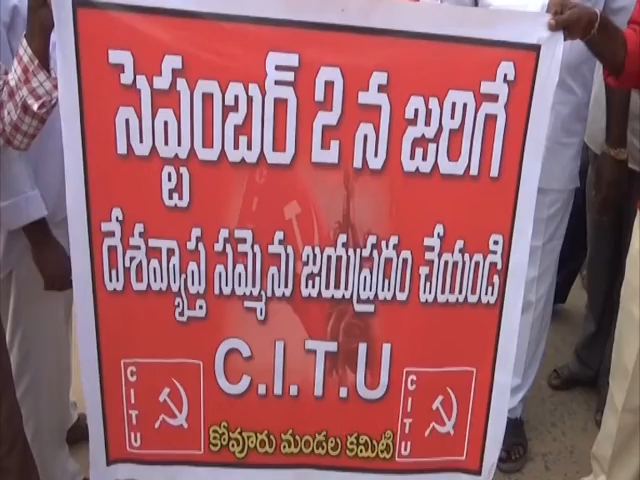 సెప్టంబర్ 2 న జరిగే
దేశవ్యాప్త సమ్మెను జయప్రదం చేయండి
C.I.T.U
CITU
CITU
కోవూరు మండల కమిటి